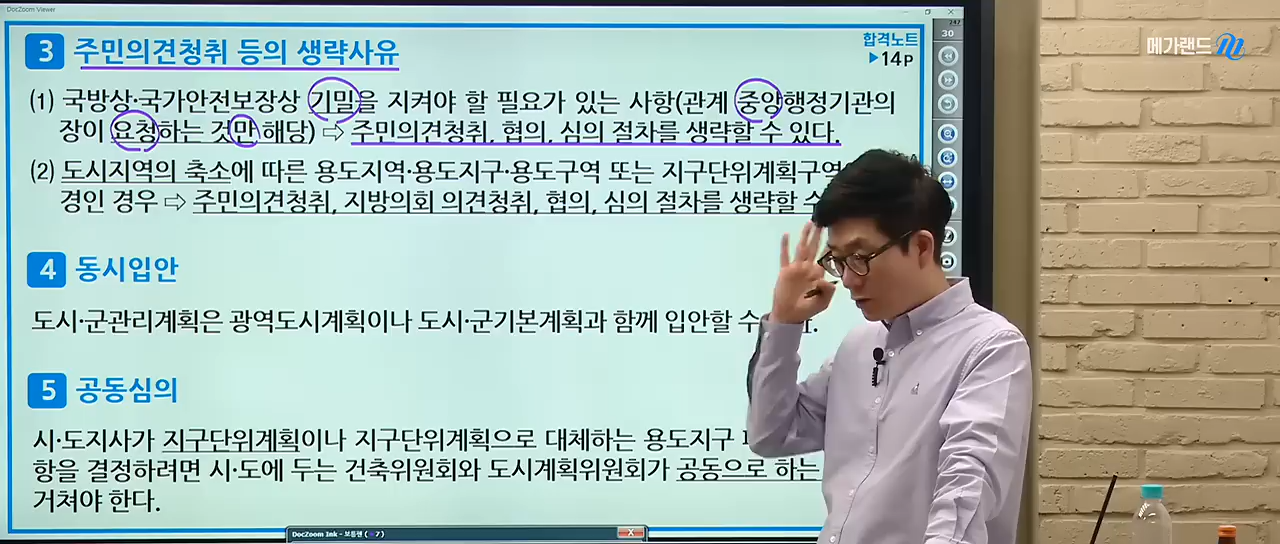 DocZoom Viewer
247
30
합격노트
▶14P
메가랜드
3 주민의견청취 등의 생략사유
(1) 국방상·국가안전보장상 기밀을 지켜야 할 필요가 있는 사항(관계 중앙행정기관의
장이 요청하는 것만 해당) ⇨ 주민의견청취, 협의, 심의 절차를 생략할 수 있다.
(2) 도시지역의 축소에 따른 용도지역·용도지구·용도구역 또는 지구단위계획구역
경인 경우 ⇨ 주민의견청취, 지방의회 의견청취, 협의, 심의 절차를 생략할 수
4 동시입안
도시·군관리계획은 광역도시계획이나 도시·군기본계획과 함께 입안할 수
5 공동심의
시·도지사가 지구단위계획이나 지구단위계획으로 대체하는 용도지구
항을 결정하려면 시·도에 두는 건축위원회와 도시계획위원회가 공동으로 하는
거쳐야 한다.
DocZoom Ink - 보통펜 ( 7 )